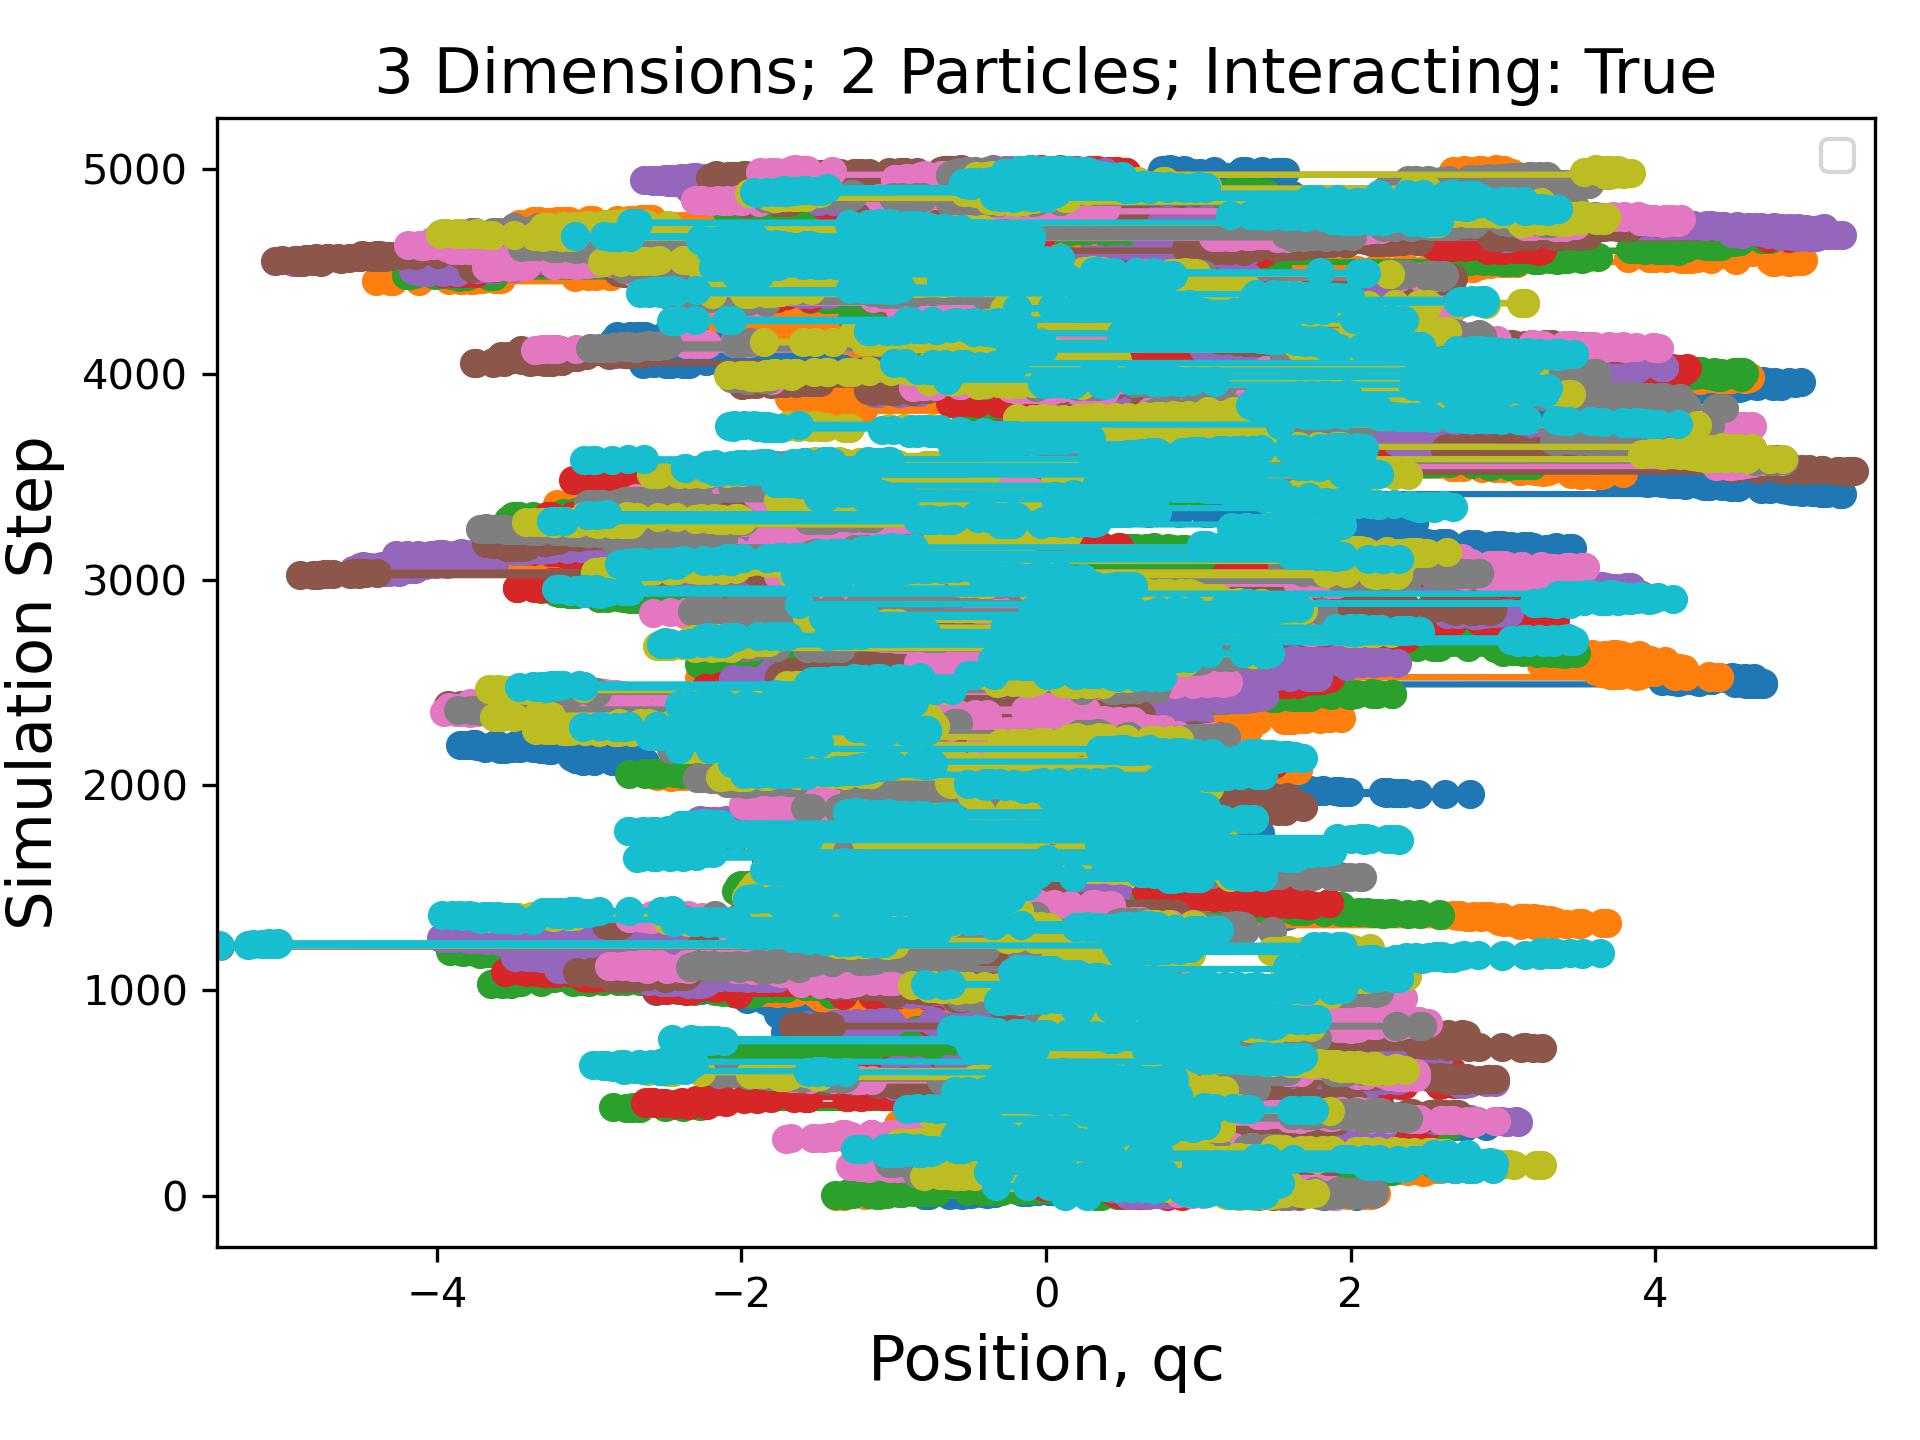 3 Dimensions; 2 Particles; Interacting: True
Simulation Step
5000
4000
3000
2000
1000
0
−4 −2 0 2 4
Position, qc